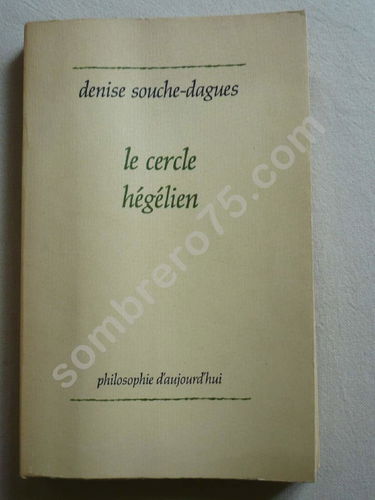 denise souche-dagues
le cercle
hégélien
philosophie d'aujourd'hui
sombrero75.com